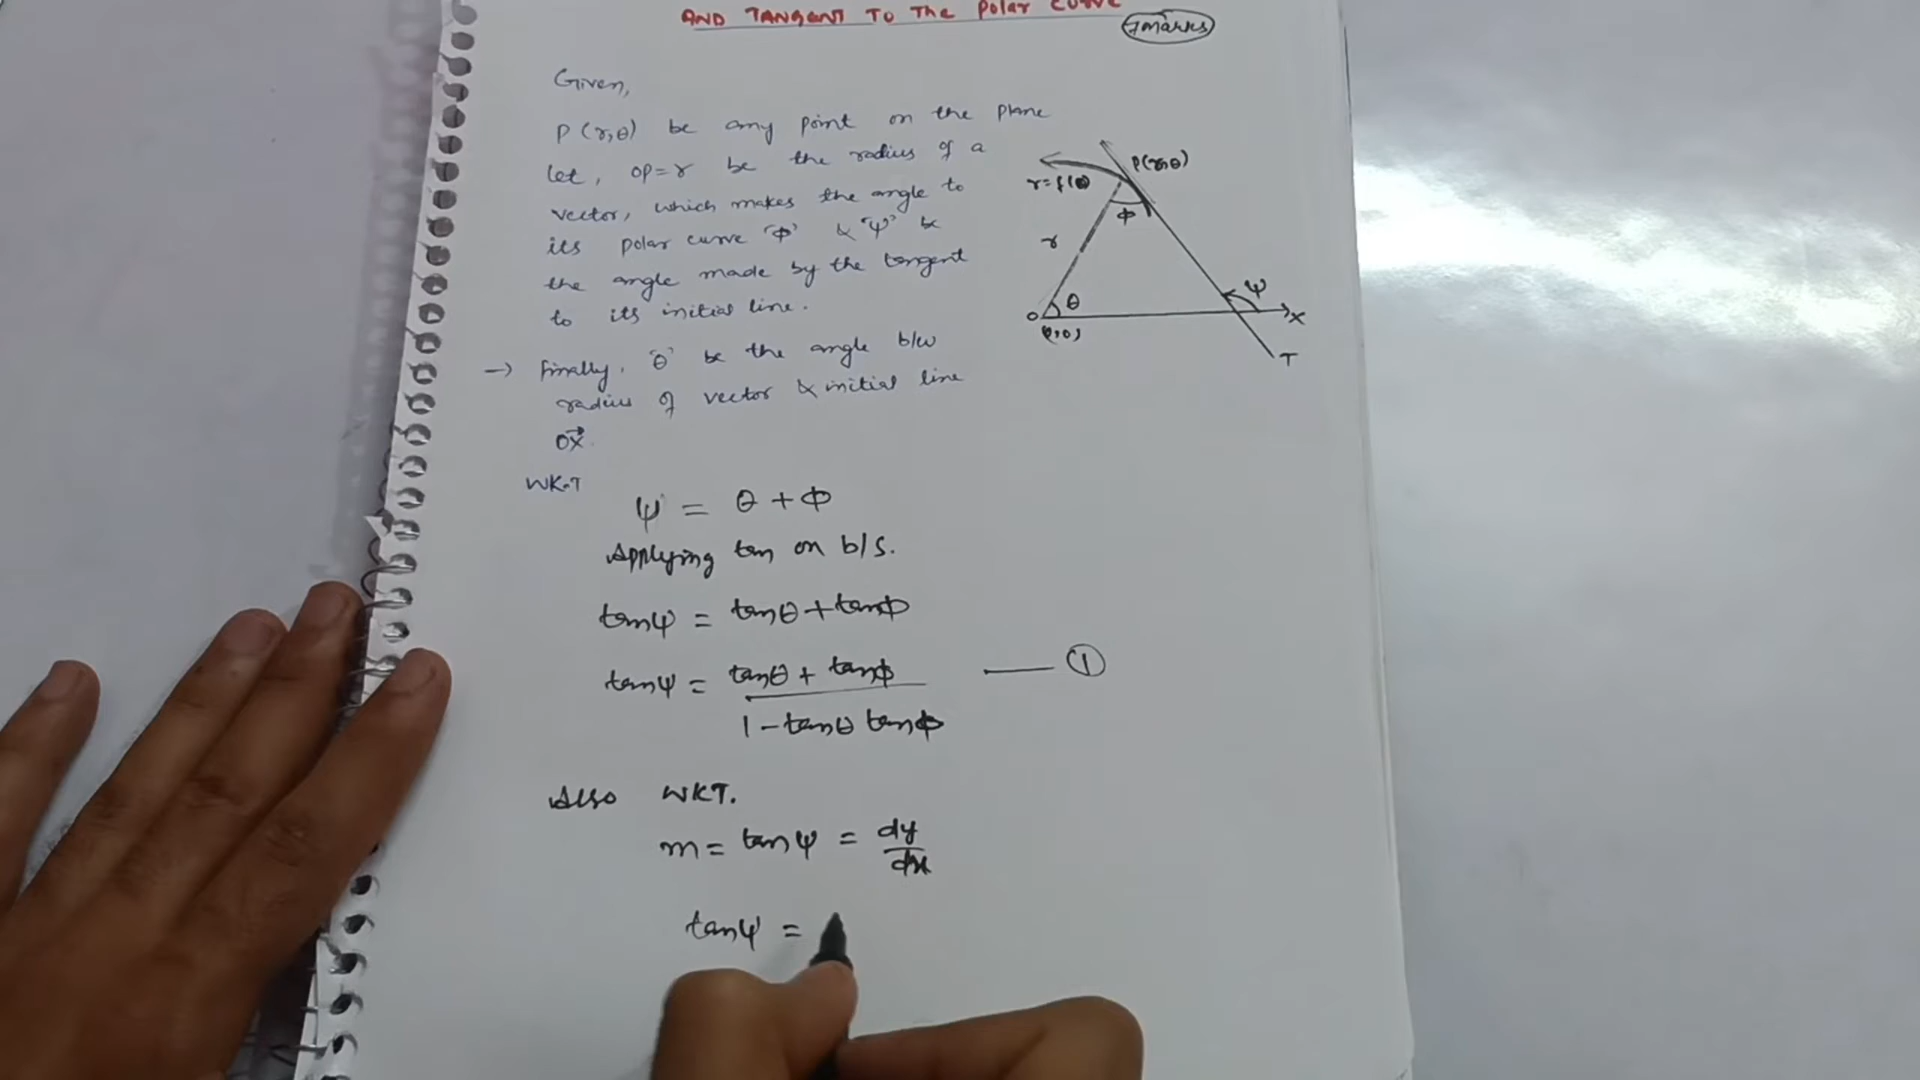 AND TANGENT TO THE POLAR CURVE
7marks
Given,
P(r,θ) be any point on the plane
let, OP=r be the radius of a
vector, which makes the angle to
its polar curve 'ϕ' & 'ψ' be
the angle made by the tangent
to its initial line.
→ Finally, 'θ' be the angle b/w
radius of vector & initial line
OX→.
P(r,θ)
r=f(θ)
ϕ
r
θ
ψ
O
X
(0,0)
T
WK.T
ψ = θ + ϕ
Applying tan on b/s.
tanψ = tanθ + tanϕ
tanψ = tanθ + tanϕ / 1 - tanθ tanϕ —— ①
Also WKT.
m = tanψ = dy/dx
tanψ =